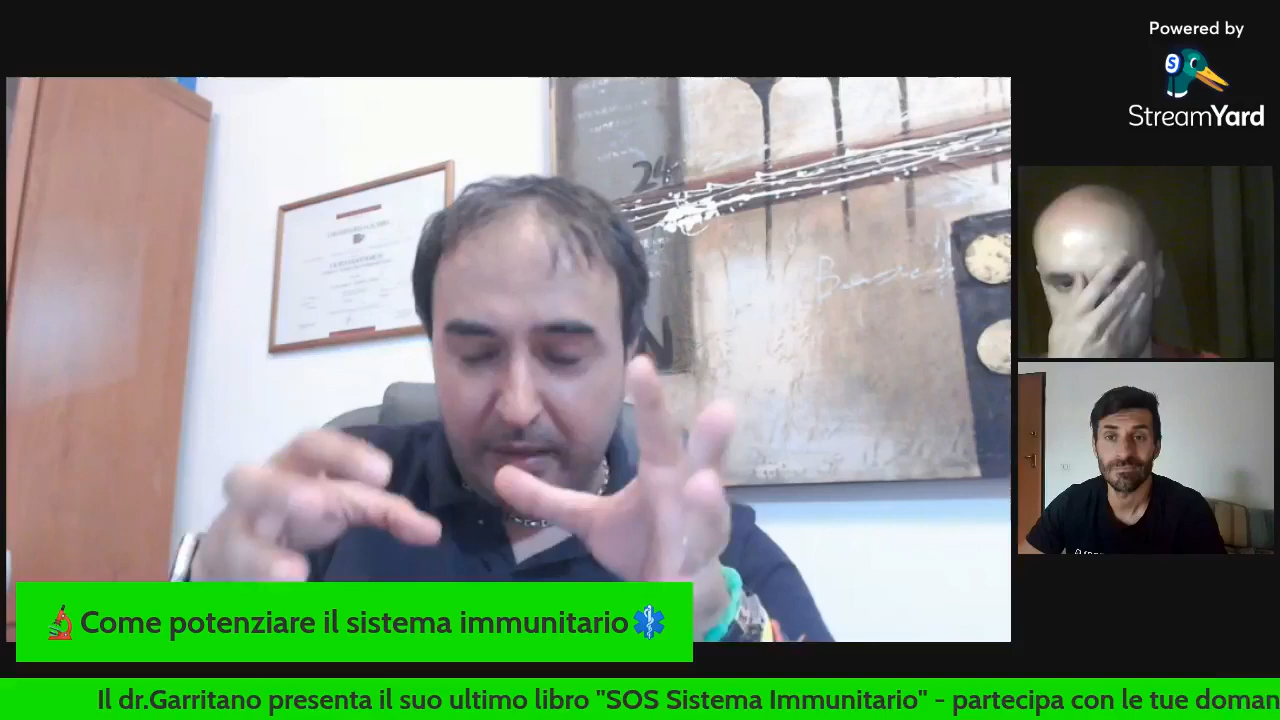 Powered by
S
StreamYard
24
N
Come potenziare il sistema immunitario
Il dr.Garritano presenta il suo ultimo libro "SOS Sistema Immunitario" - partecipa con le tue doman